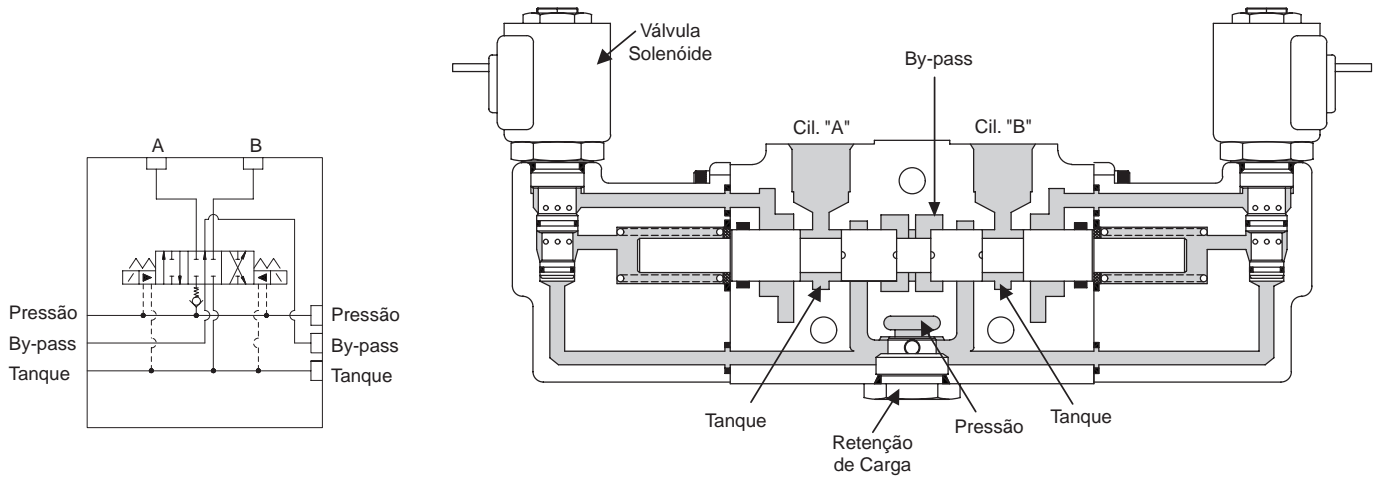 A
B
Pressão
By-pass
Tanque
Pressão
By-pass
Tanque
Válvula
Solenóide
By-pass
Cil. "A"
Cil. "B"
Tanque
Retenção
de Carga
Pressão
Tanque